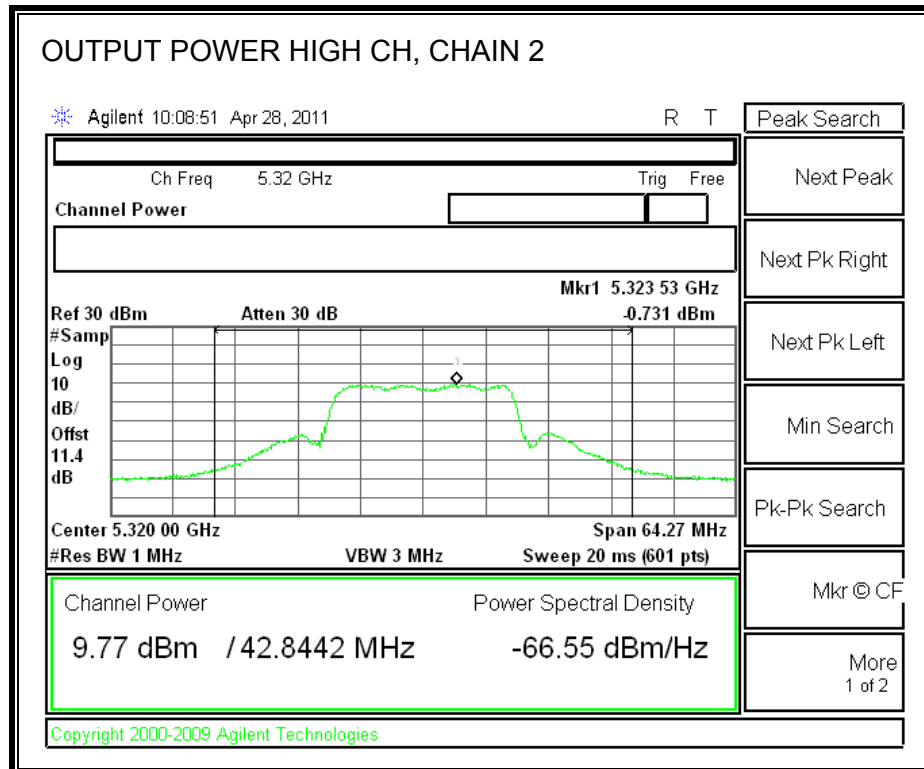 OUTPUT POWER HIGH CH, CHAIN 2
Agilent 10:08:51 Apr 28, 2011 R T
Peak Search
Ch Freq 5.32 GHz Trig Free
Channel Power
Mkr1 5.323 53 GHz
Ref 30 dBm Atten 30 dB -0.731 dBm
#Samp
Log
10
dB/
Offst
11.4
dB
1
Center 5.320 00 GHz Span 64.27 MHz
#Res BW 1 MHz VBW 3 MHz Sweep 20 ms (601 pts)
Channel Power Power Spectral Density
9.77 dBm / 42.8442 MHz -66.55 dBm/Hz
Next Peak
Next Pk Right
Next Pk Left
Min Search
Pk-Pk Search
Mkr © CF
More
1 of 2
Copyright 2000-2009 Agilent Technologies